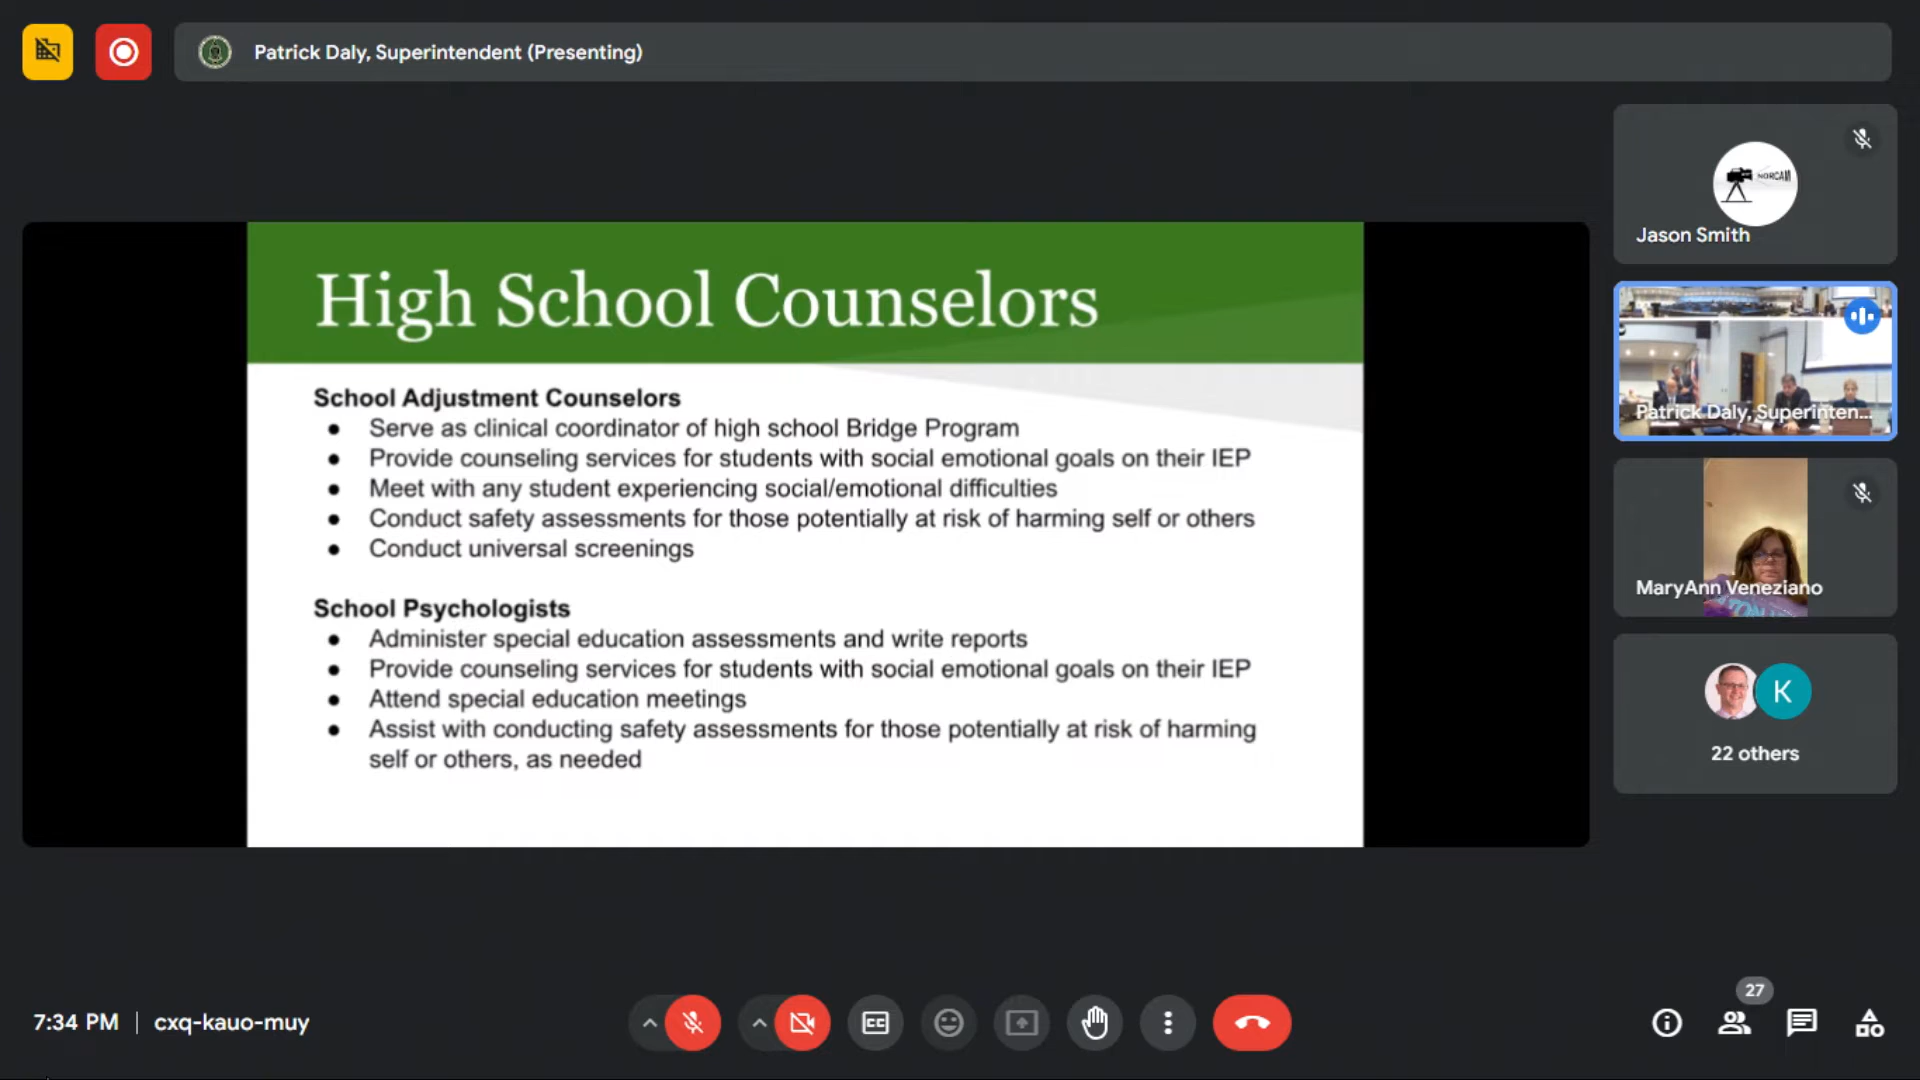 Patrick Daly, Superintendent (Presenting)
High School Counselors
School Adjustment Counselors
● Serve as clinical coordinator of high school Bridge Program
● Provide counseling services for students with social emotional goals on their IEP
● Meet with any student experiencing social/emotional difficulties
● Conduct safety assessments for those potentially at risk of harming self or others
● Conduct universal screenings
School Psychologists
● Administer special education assessments and write reports
● Provide counseling services for students with social emotional goals on their IEP
● Attend special education meetings
● Assist with conducting safety assessments for those potentially at risk of harming
self or others, as needed
NORCAM
Jason Smith
Patrick Daly, Superinten...
MaryAnn Veneziano
K
22 others
7:34 PM | cxq-kauo-muy
CC
27